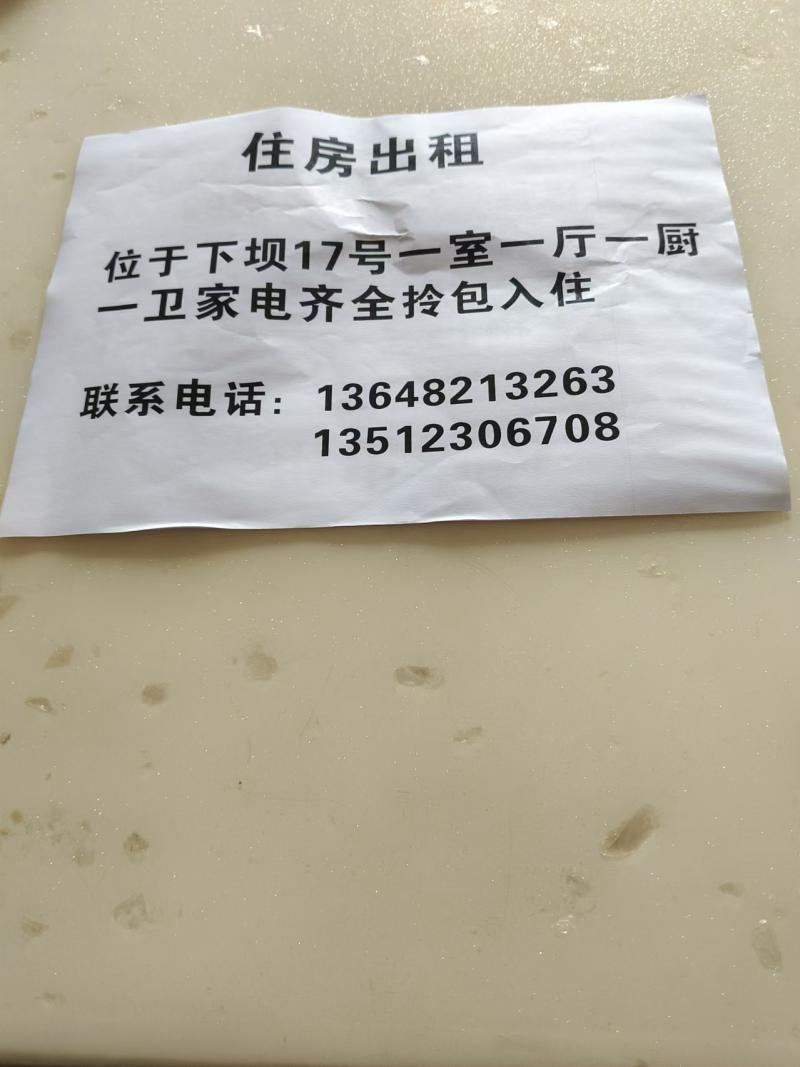 住房出租
位于下坝17号一室一厅一厨
一卫家电齐全拎包入住
联系电话：13648213263
13512306708